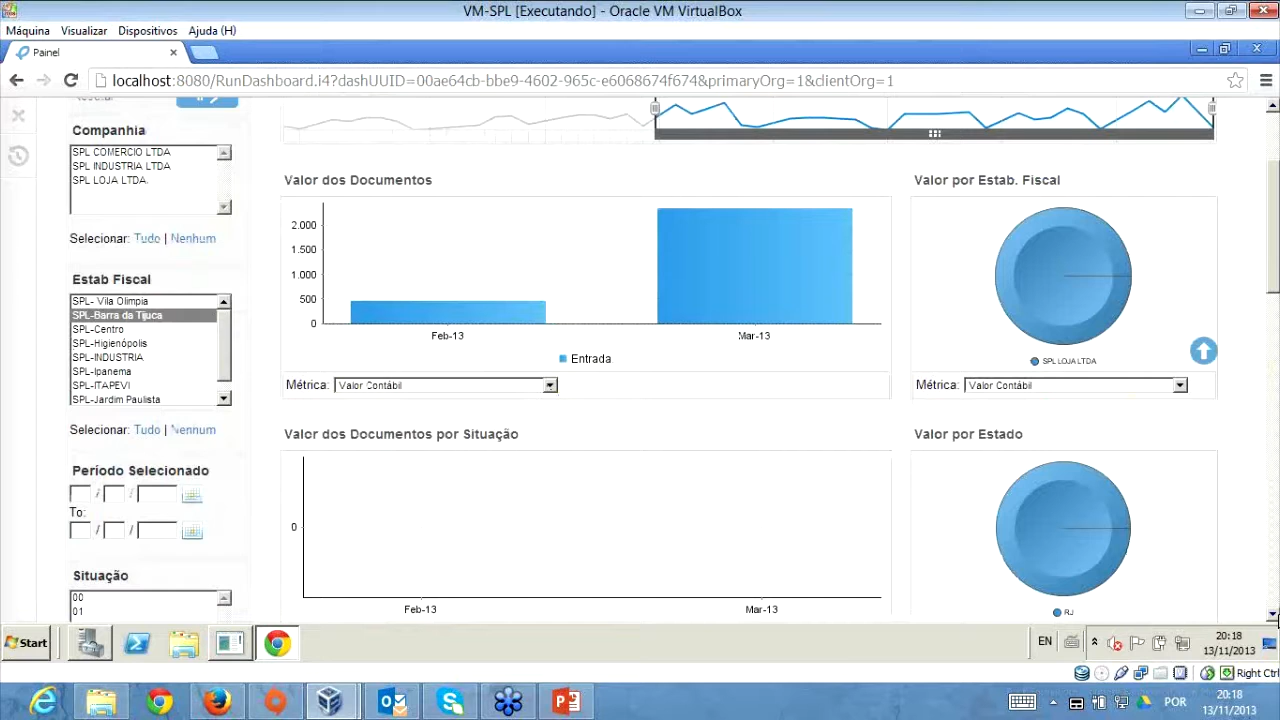 VM-SPL [Executando] - Oracle VM VirtualBox
Máquina Visualizar Dispositivos Ajuda (H)
Painel
localhost:8080/RunDashboard.i4?dashUUID=00ae64cb-bbe9-4602-965c-e6068674f674&primaryOrg=1&clientOrg=1
Companhia
SPL COMERCIO LTDA
SPL INDUSTRIA LTDA
SPL LOJA LTDA.
Selecionar: Tudo | Nenhum
Estab Fiscal
SPL- Vila Olimpia
SPL-Barra da Tijuca
SPL-Centro
SPL-Higienópolis
SPL-INDUSTRIA
SPL-Ipanema
SPL-ITAPEVI
SPL-Jardim Paulista
Selecionar: Tudo | Nenhum
Período Selecionado
/ /
To:
/ /
Situação
00
01
Valor dos Documentos
2.000
1.500
1.000
500
0
Feb-13 Mar-13
Entrada
Métrica: Valor Contábil
Valor por Estab. Fiscal
SPL LOJA LTDA
Métrica: Valor Contábil
Valor dos Documentos por Situação
0
Feb-13 Mar-13
Valor por Estado
RJ
Start
EN
20:18
13/11/2013
Right Ctrl
POR
20:18
13/11/2013